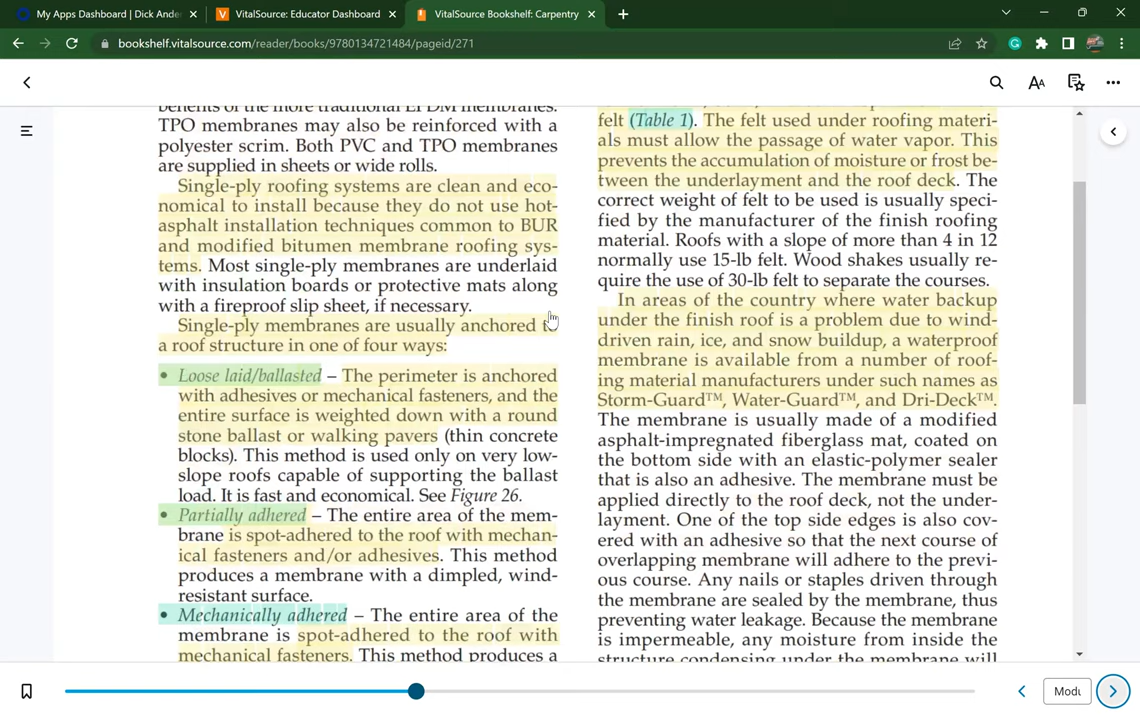 My Apps Dashboard | Dick Ander
VitalSource: Educator Dashboard
VitalSource Bookshelf: Carpentry
bookshelf.vitalsource.com/reader/books/9780134721484/pageid/271
benefits of the more traditional EPDM membranes.
TPO membranes may also be reinforced with a
polyester scrim. Both PVC and TPO membranes
are supplied in sheets or wide rolls.
Single-ply roofing systems are clean and eco-
nomical to install because they do not use hot-
asphalt installation techniques common to BUR
and modified bitumen membrane roofing sys-
tems. Most single-ply membranes are underlaid
with insulation boards or protective mats along
with a fireproof slip sheet, if necessary.
Single-ply membranes are usually anchored to
a roof structure in one of four ways:
• Loose laid/ballasted – The perimeter is anchored
with adhesives or mechanical fasteners, and the
entire surface is weighted down with a round
stone ballast or walking pavers (thin concrete
blocks). This method is used only on very low-
slope roofs capable of supporting the ballast
load. It is fast and economical. See Figure 26.
• Partially adhered – The entire area of the mem-
brane is spot-adhered to the roof with mechan-
ical fasteners and/or adhesives. This method
produces a membrane with a dimpled, wind-
resistant surface.
• Mechanically adhered – The entire area of the
membrane is spot-adhered to the roof with
mechanical fasteners. This method produces a
felt (Table 1). The felt used under roofing materi-
als must allow the passage of water vapor. This
prevents the accumulation of moisture or frost be-
tween the underlayment and the roof deck. The
correct weight of felt to be used is usually speci-
fied by the manufacturer of the finish roofing
material. Roofs with a slope of more than 4 in 12
normally use 15-lb felt. Wood shakes usually re-
quire the use of 30-lb felt to separate the courses.
In areas of the country where water backup
under the finish roof is a problem due to wind-
driven rain, ice, and snow buildup, a waterproof
membrane is available from a number of roof-
ing material manufacturers under such names as
Storm-Guard™, Water-Guard™, and Dri-Deck™.
The membrane is usually made of a modified
asphalt-impregnated fiberglass mat, coated on
the bottom side with an elastic-polymer sealer
that is also an adhesive. The membrane must be
applied directly to the roof deck, not the under-
layment. One of the top side edges is also cov-
ered with an adhesive so that the next course of
overlapping membrane will adhere to the previ-
ous course. Any nails or staples driven through
the membrane are sealed by the membrane, thus
preventing water leakage. Because the membrane
is impermeable, any moisture from inside the
structure condensing under the membrane will
Modu